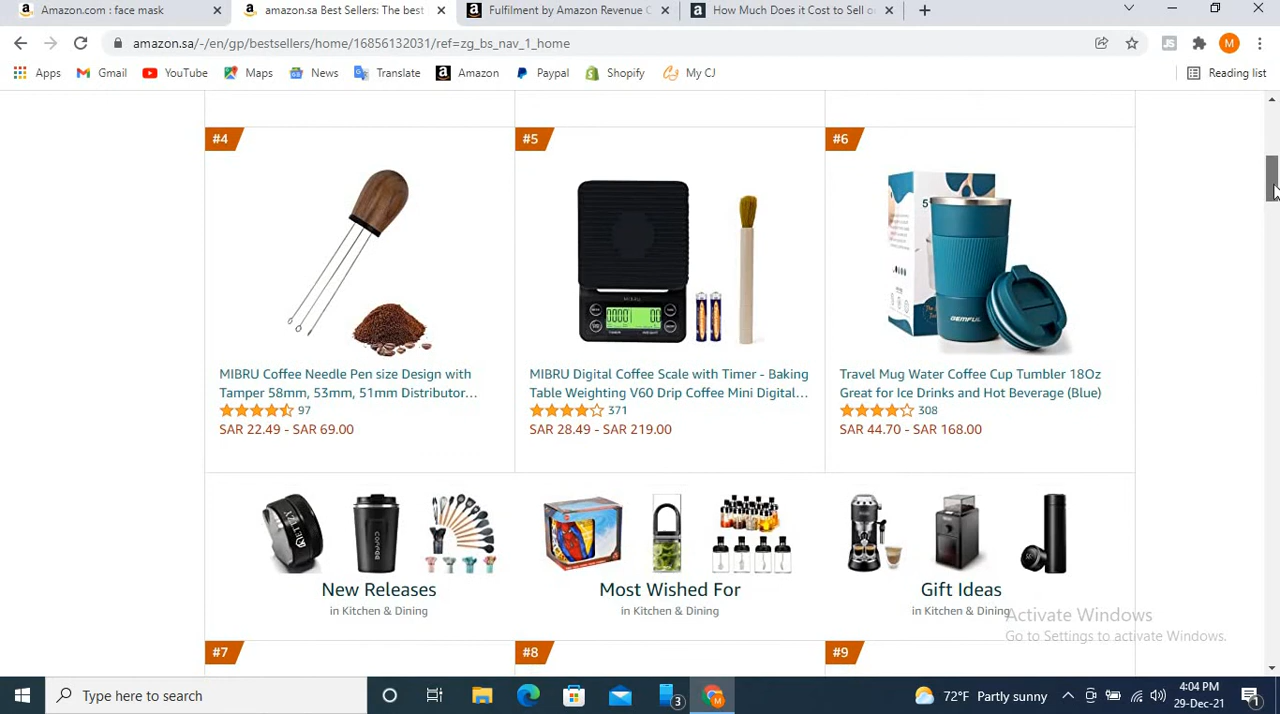 Amazon.com : face mask
amazon.sa Best Sellers: The best
Fulfilment by Amazon Revenue C
How Much Does it Cost to Sell o
amazon.sa/-/en/gp/bestsellers/home/16856132031/ref=zg_bs_nav_1_home
JS
M
Apps
Gmail
YouTube
Maps
News
Translate
Amazon
Paypal
Shopify
My CJ
Reading list
#4
#5
#6
MIBRU
GEMFUL
MIBRU Coffee Needle Pen size Design with
Tamper 58mm, 53mm, 51mm Distributor…
97
SAR 22.49 - SAR 69.00
MIBRU Digital Coffee Scale with Timer - Baking
Table Weighting V60 Drip Coffee Mini Digital…
371
SAR 28.49 - SAR 219.00
Travel Mug Water Coffee Cup Tumbler 18Oz
Great for Ice Drinks and Hot Beverage (Blue)
308
SAR 44.70 - SAR 168.00
COFFEE
New Releases
in Kitchen & Dining
Most Wished For
in Kitchen & Dining
Gift Ideas
in Kitchen & Dining
Activate Windows
Go to Settings to activate Windows.
#7
#8
#9
Type here to search
3
M
72°F Partly sunny
4:04 PM
29-Dec-21
1